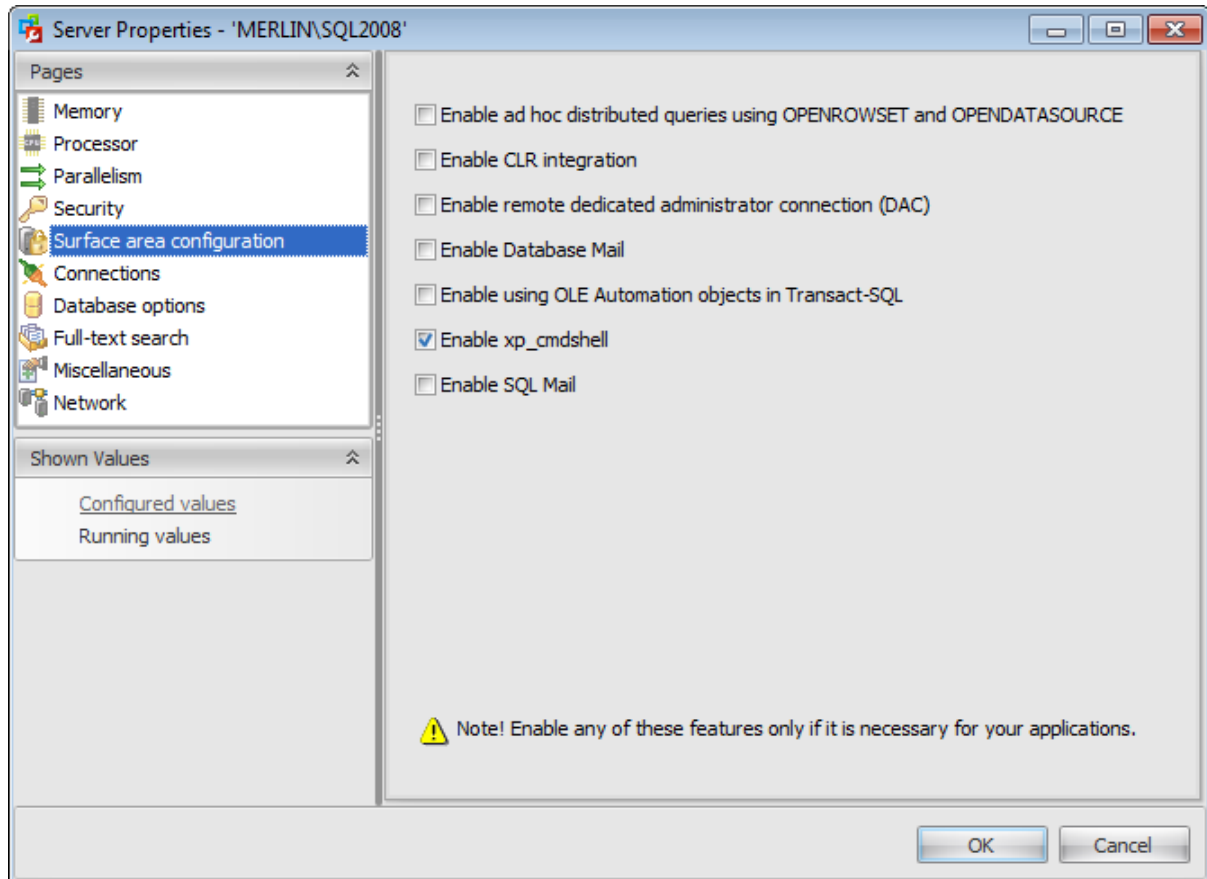 Server Properties - 'MERLIN\SQL2008'
Pages
Memory
Processor
Parallelism
Security
Surface area configuration
Connections
Database options
Full-text search
Miscellaneous
Network
Shown Values
Configured values
Running values
Enable ad hoc distributed queries using OPENROWSET and OPENDATASOURCE
Enable CLR integration
Enable remote dedicated administrator connection (DAC)
Enable Database Mail
Enable using OLE Automation objects in Transact-SQL
Enable xp_cmdshell
Enable SQL Mail
Note! Enable any of these features only if it is necessary for your applications.
OK
Cancel